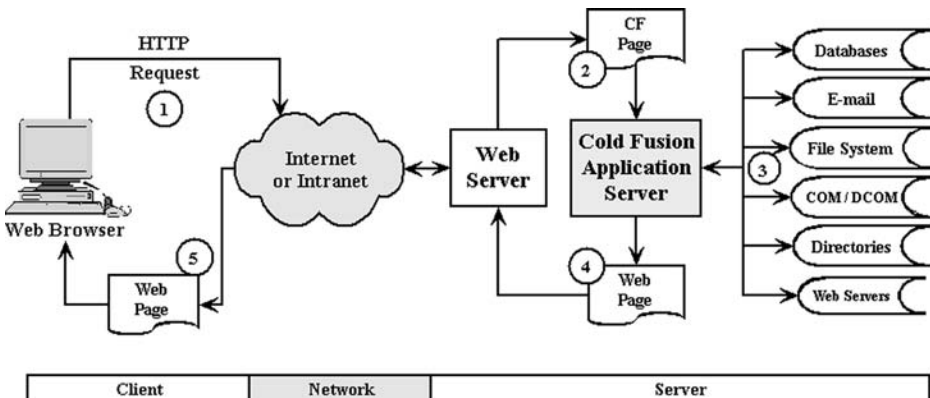 HTTP
Request
1
Web Browser
5
Web
Page
Internet
or Intranet
Web
Server
CF
Page
2
Cold Fusion
Application
Server
4
Web
Page
3
Databases
E-mail
File System
COM / DCOM
Directories
Web Servers
Client
Network
Server